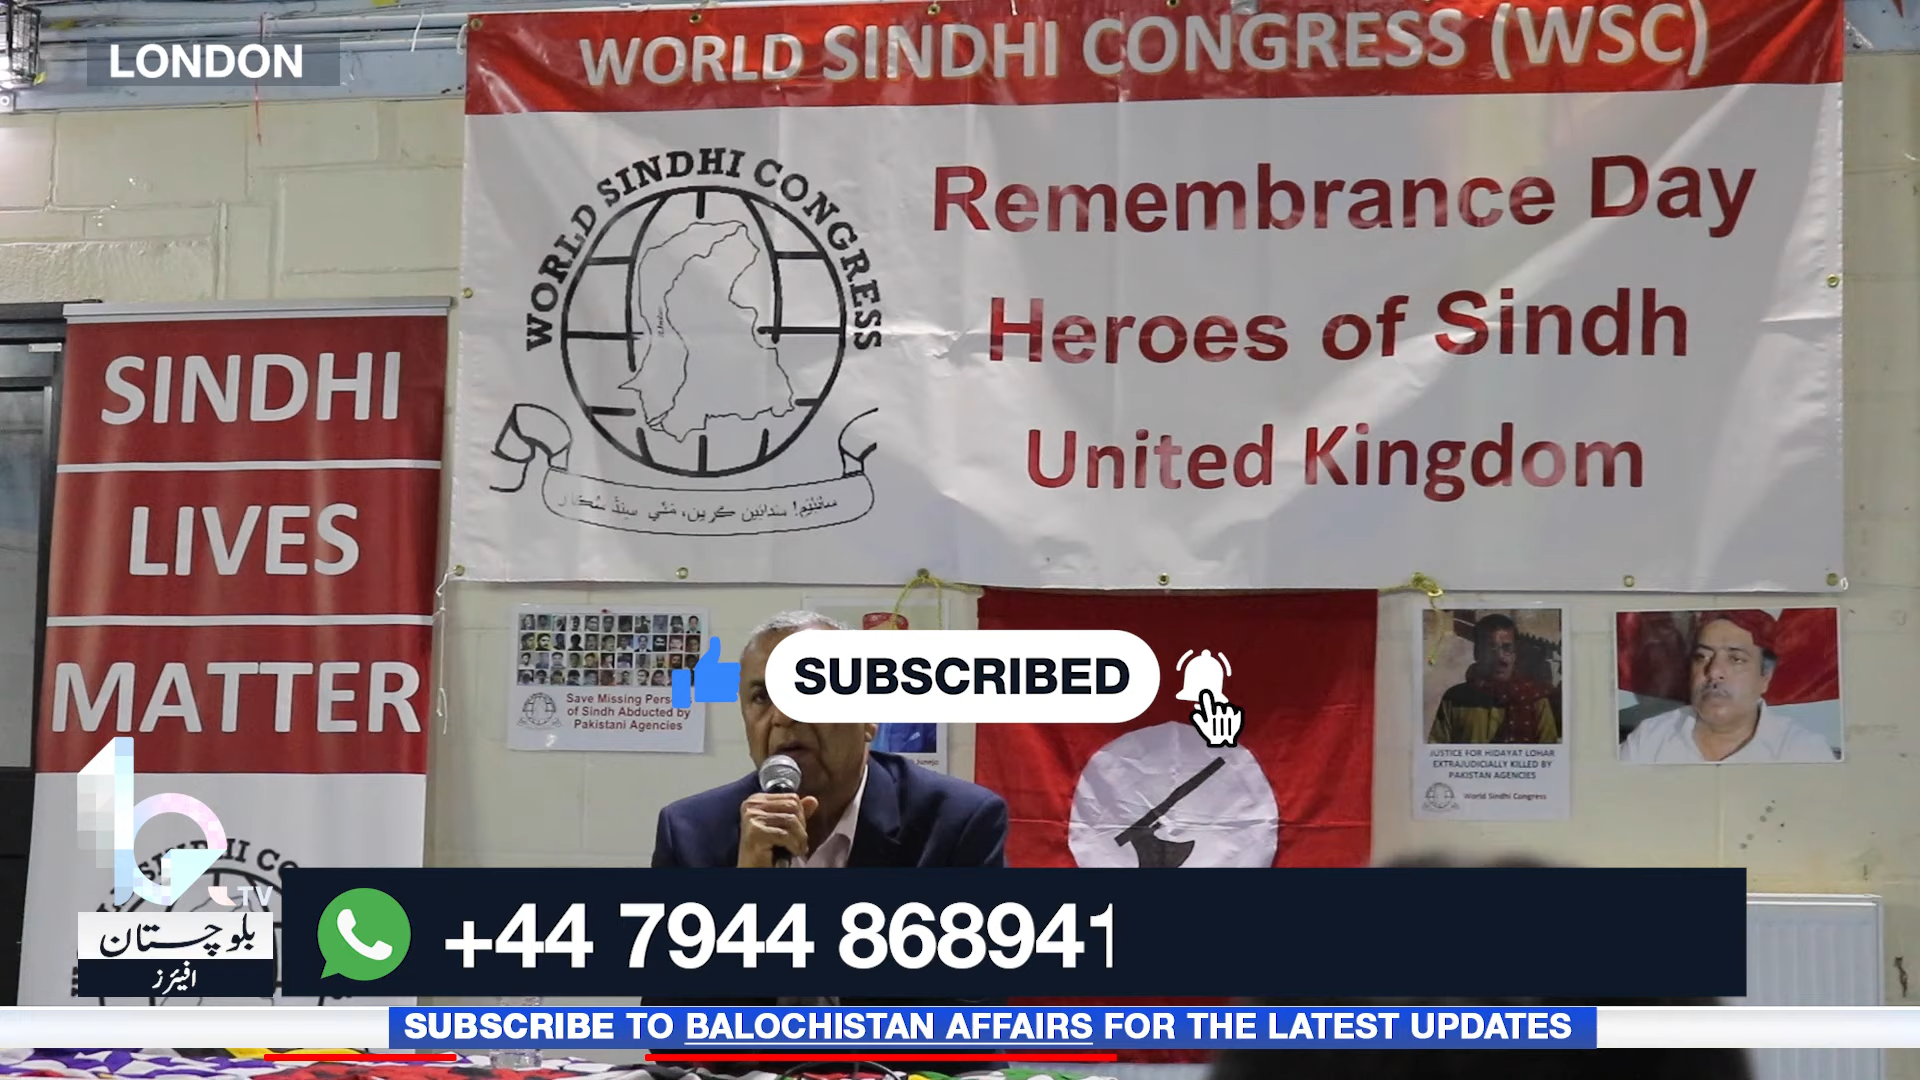 LONDON
WORLD SINDHI CONGRESS (WSC)
WORLD SINDHI CONGRESS
Remembrance Day
Heroes of Sindh
United Kingdom
SINDHI
LIVES
MATTER
Save Missing Pers
of Sindh Abducted by
Pakistani Agencies
SUBSCRIBED
JUSTICE FOR HIDAYAT LOHAR
EXTRAJUDICIALLY KILLED BY
PAKISTAN AGENCIES
World Sindhi Congress
Junejo
TV
بلوچستان
افیئرز
+44 7944 868941
SUBSCRIBE TO BALOCHISTAN AFFAIRS FOR THE LATEST UPDATES